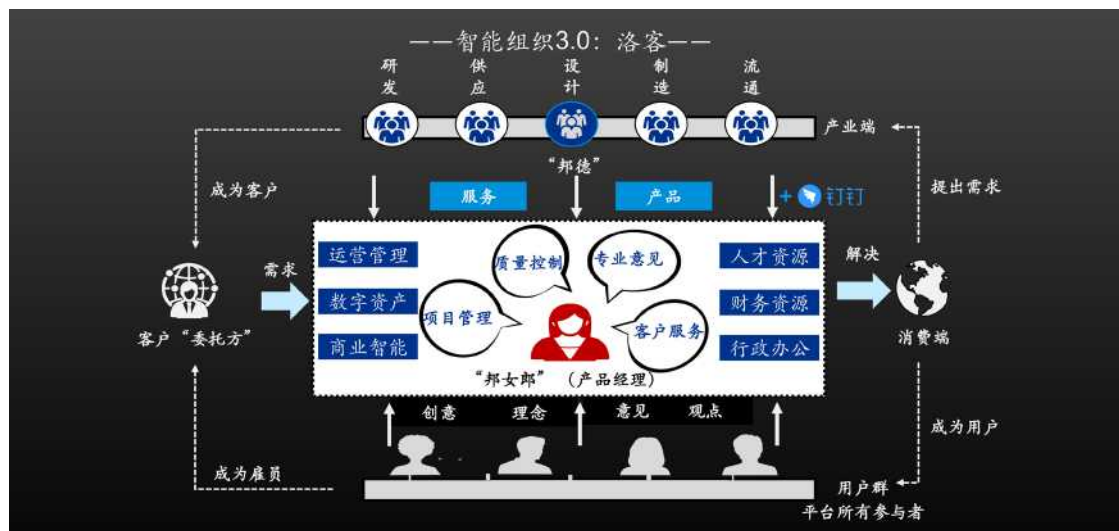 ——智能组织3.0：洛客——
研发
供应
设计
制造
流通
产业端
“邦德”
成为客户
服务
产品
+ 钉钉
提出需求
运营管理
质量控制
专业意见
人才资源
需求
解决
数字资产
项目管理
客户服务
财务资源
客户“委托方”
消费端
商业智能
行政办公
“邦女郎”（产品经理）
创意
理念
意见
观点
成为用户
成为雇员
用户群
平台所有参与者